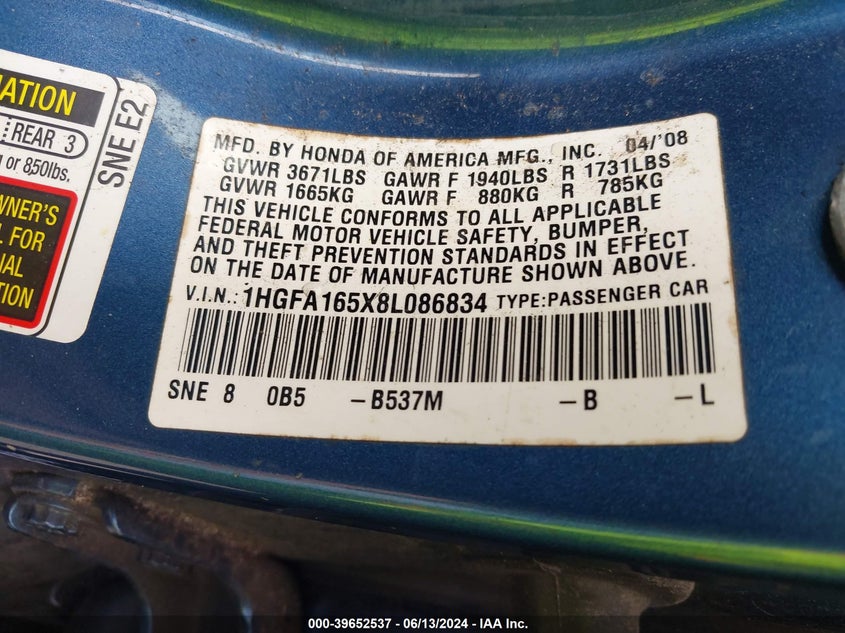 NATION
REAR 3
or 850lbs.
SNE E2
WNER'S
L FOR
NAL
TION
MFD. BY HONDA OF AMERICA MFG., INC. 04/'08
GVWR 3671LBS GAWR F 1940LBS R 1731LBS
GVWR 1665KG GAWR F 880KG R 785KG
THIS VEHICLE CONFORMS TO ALL APPLICABLE
FEDERAL MOTOR VEHICLE SAFETY, BUMPER,
AND THEFT PREVENTION STANDARDS IN EFFECT
ON THE DATE OF MANUFACTURE SHOWN ABOVE.
V.I.N.: 1HGFA165X8L086834 TYPE:PASSENGER CAR
SNE 8 0B5 -B537M -B -L
000-39652537 - 06/13/2024 - IAA Inc.